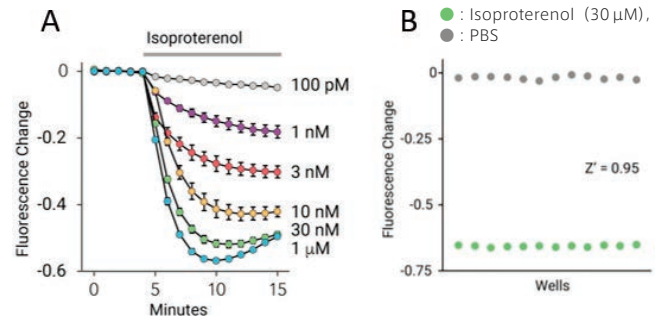 A
Isoproterenol
Fluorescence Change
0
-0.2
-0.4
-0.6
100 pM
1 nM
3 nM
10 nM
30 nM
1 μM
0
5
10
15
Minutes
B
: Isoproterenol (30 μM),
: PBS
Fluorescence Change
0
-0.25
-0.5
-0.75
Z’ = 0.95
Wells